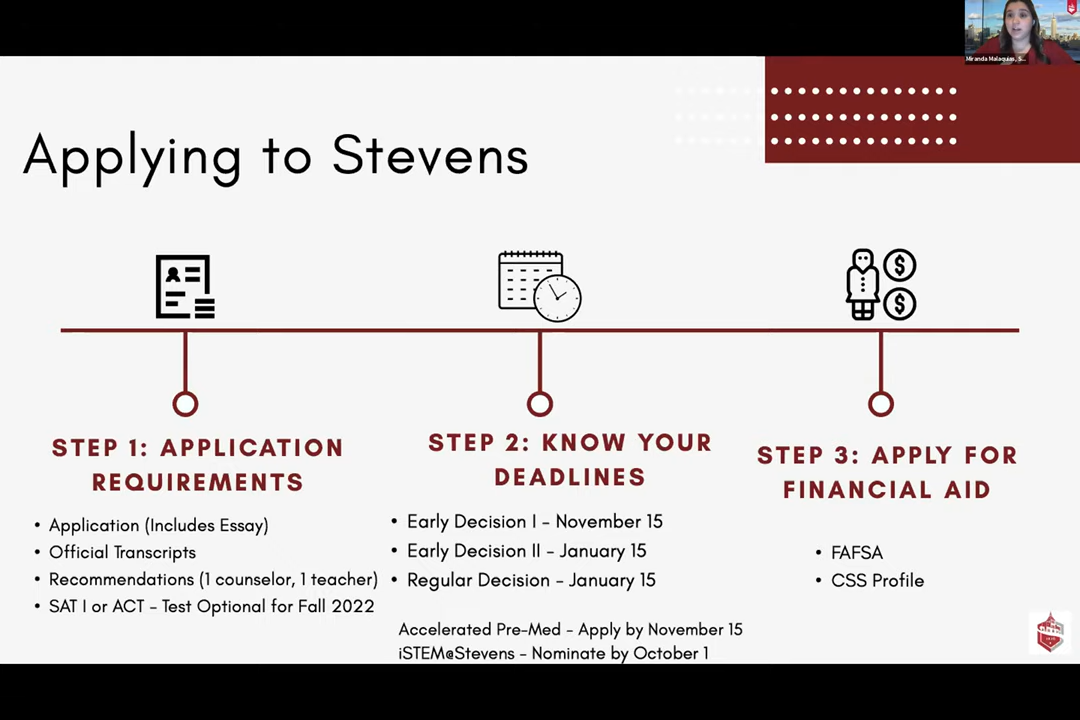 Miranda Malaquias, S...
Applying to Stevens
$
$
STEP 1: APPLICATION
REQUIREMENTS
• Application (Includes Essay)
• Official Transcripts
• Recommendations (1 counselor, 1 teacher)
• SAT I or ACT - Test Optional for Fall 2022
STEP 2: KNOW YOUR
DEADLINES
• Early Decision I - November 15
• Early Decision II - January 15
• Regular Decision - January 15
Accelerated Pre-Med - Apply by November 15
iSTEM@Stevens - Nominate by October 1
STEP 3: APPLY FOR
FINANCIAL AID
• FAFSA
• CSS Profile